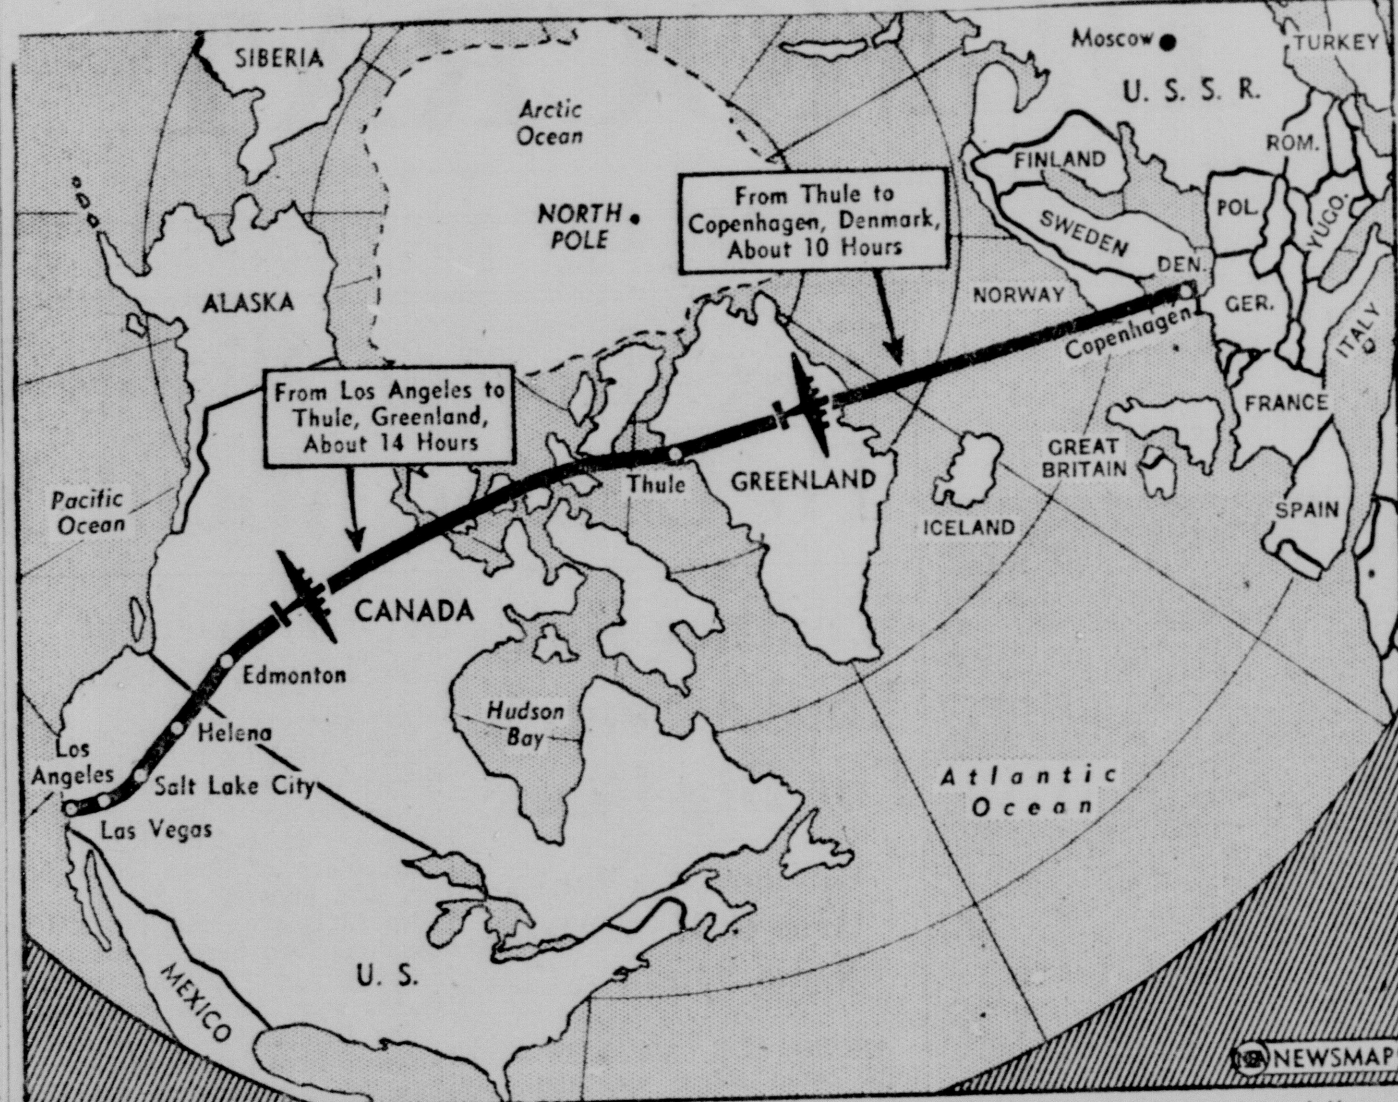 SIBERIA
Moscow
TURKEY
U. S. S. R.
Arctic
Ocean
ROM.
FINLAND
From Thule to
Copenhagen, Denmark,
About 10 Hours
NORTH
POLE
POL.
YUGO.
SWEDEN
DEN.
NORWAY
GER.
ALASKA
Copenhagen
ITALY
From Los Angeles to
Thule, Greenland,
About 14 Hours
FRANCE
GREAT
BRITAIN
Thule
GREENLAND
Pacific
Ocean
ICELAND
SPAIN
CANADA
Edmonton
Hudson
Bay
Helena
Los
Angeles
Salt Lake City
Las Vegas
Atlantic
Ocean
U. S.
MEXICO
NEWSMAP